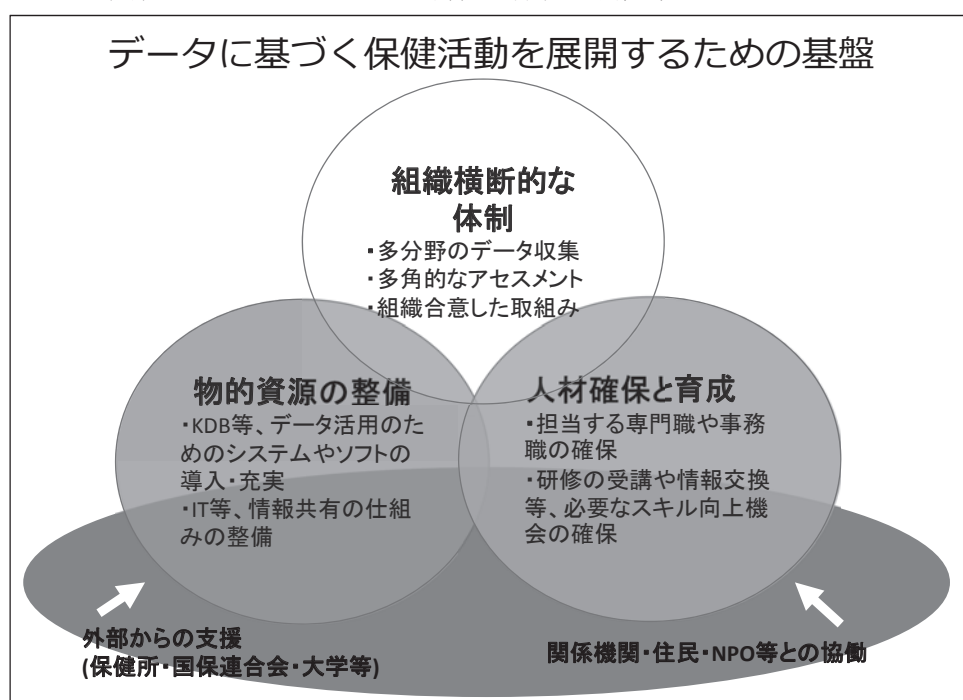 データに基づく保健活動を展開するための基盤
組織横断的な
体制
・多分野のデータ収集
・多角的なアセスメント
・組織合意した取組み
物的資源の整備
・KDB等、データ活用のた
めのシステムやソフトの
導入・充実
・IT等、情報共有の仕組
みの整備
人材確保と育成
・担当する専門職や事務
職の確保
・研修の受講や情報交換
等、必要なスキル向上機
会の確保
外部からの支援
(保健所・国保連合会・大学等)
関係機関・住民・NPO等との協働